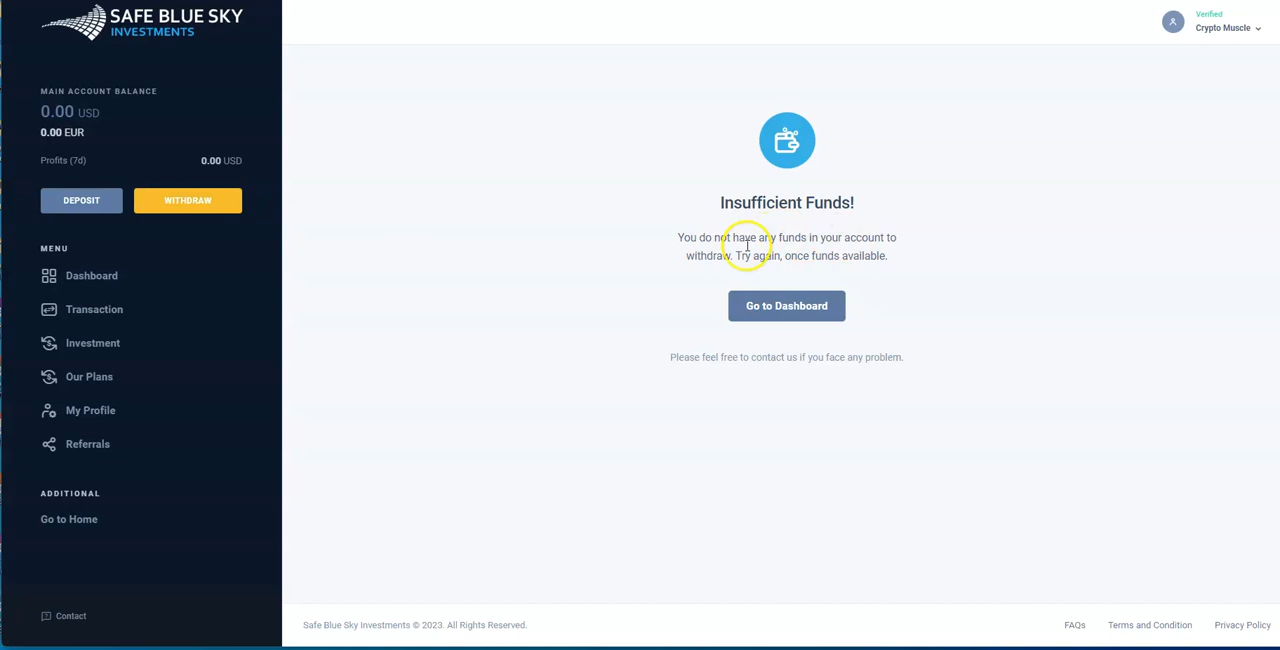 SAFE BLUE SKY
INVESTMENTS
MAIN ACCOUNT BALANCE
0.00 USD
0.00 EUR
Profits (7d) 0.00 USD
DEPOSIT WITHDRAW
MENU
Dashboard
Transaction
Investment
Our Plans
My Profile
Referrals
ADDITIONAL
Go to Home
Contact
Verified
Crypto Muscle
Insufficient Funds!
You do not have any funds in your account to
withdraw. Try again, once funds available.
Go to Dashboard
Please feel free to contact us if you face any problem.
Safe Blue Sky Investments © 2023. All Rights Reserved.
FAQs Terms and Condition Privacy Policy